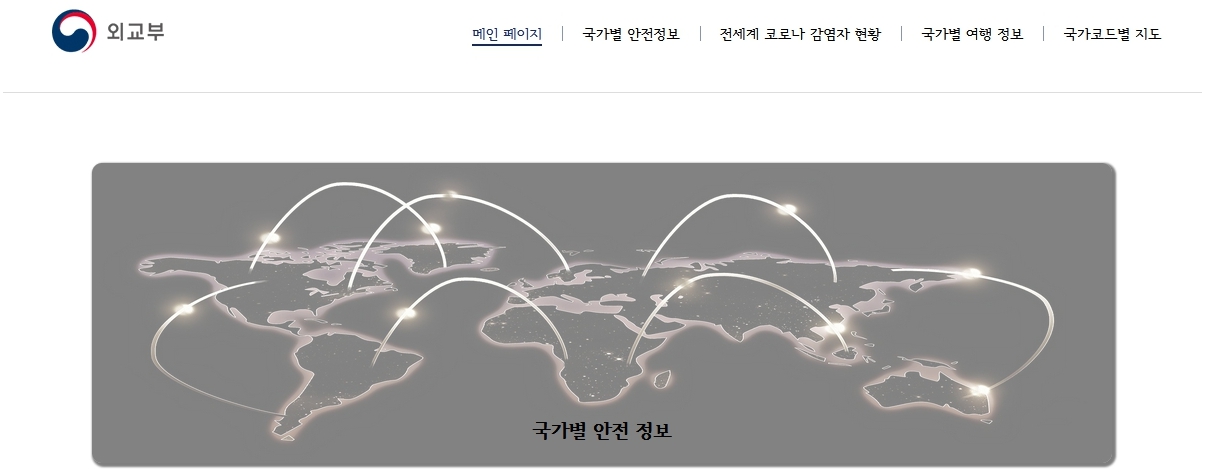 외교부
메인 페이지 | 국가별 안전정보 | 전세계 코로나 감염자 현황 | 국가별 여행 정보 | 국가코드별 지도
국가별 안전 정보